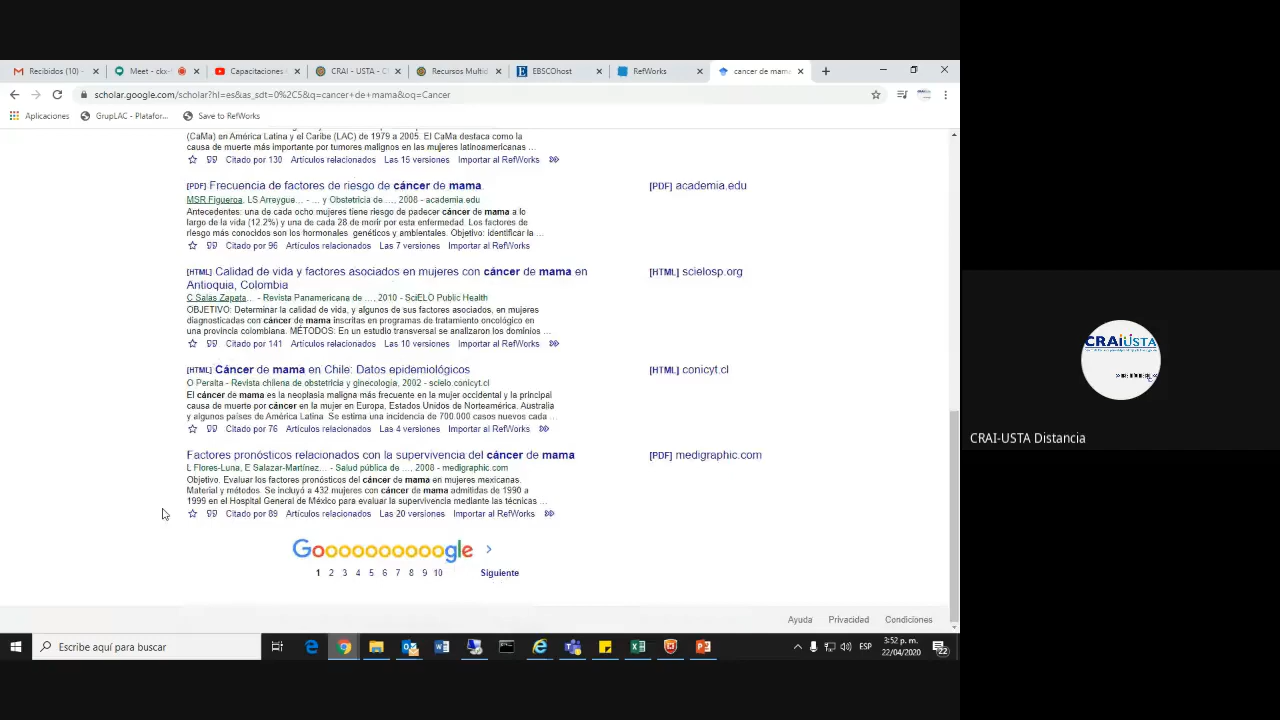 Recibidos (10)
Meet - ckx-
Capacitaciones
CRAI - USTA - C
Recursos Multid
EBSCOhost
RefWorks
cancer de mama
scholar.google.com/scholar?hl=es&as_sdt=0%2C5&q=cancer+de+mama&oq=Cancer
Aplicaciones
GrupLAC - Platafor...
Save to RefWorks
(CaMa) en América Latina y el Caribe (LAC) de 1979 a 2005. El CaMa destaca como la
causa de muerte más importante por tumores malignos en las mujeres latinoamericanas ...
Citado por 130 Artículos relacionados Las 15 versiones Importar al RefWorks
[PDF] Frecuencia de factores de riesgo de cáncer de mama
[PDF] academia.edu
MSR Figueroa, LS Arreygue... - ... y Obstetricia de..., 2008 - academia.edu
Antecedentes: una de cada ocho mujeres tiene riesgo de padecer cáncer de mama a lo
largo de la vida (12.2%) y una de cada 28 de morir por esta enfermedad. Los factores de
riesgo más conocidos son los hormonales genéticos y ambientales. Objetivo: identificar la ...
Citado por 96 Artículos relacionados Las 7 versiones Importar al RefWorks
[HTML] Calidad de vida y factores asociados en mujeres con cáncer de mama en
Antioquia, Colombia
[HTML] scielosp.org
C Salas Zapata... - Revista Panamericana de ..., 2010 - SciELO Public Health
OBJETIVO: Determinar la calidad de vida, y algunos de sus factores asociados, en mujeres
diagnosticadas con cáncer de mama inscritas en programas de tratamiento oncológico en
una provincia colombiana. MÉTODOS: En un estudio transversal se analizaron los dominios ...
Citado por 141 Artículos relacionados Las 10 versiones Importar al RefWorks
[HTML] Cáncer de mama en Chile: Datos epidemiológicos
[HTML] conicyt.cl
O Peralta - Revista chilena de obstetricia y ginecologia, 2002 - scielo.conicyt.cl
El cáncer de mama es la neoplasia maligna más frecuente en la mujer occidental y la principal
causa de muerte por cáncer en la mujer en Europa, Estados Unidos de Norteamérica, Australia
y algunos países de América Latina. Se estima una incidencia de 700.000 casos nuevos cada ...
Citado por 76 Artículos relacionados Las 4 versiones Importar al RefWorks
Factores pronósticos relacionados con la supervivencia del cáncer de mama
[PDF] medigraphic.com
L Flores-Luna, E Salazar-Martínez... - Salud pública de ..., 2008 - medigraphic.com
Objetivo. Evaluar los factores pronósticos del cáncer de mama en mujeres mexicanas.
Material y métodos. Se incluyó a 432 mujeres con cáncer de mama admitidas de 1990 a
1999 en el Hospital General de México para evaluar la supervivencia mediante las técnicas ...
Citado por 89 Artículos relacionados Las 20 versiones Importar al RefWorks
Goooooooooogle
1 2 3 4 5 6 7 8 9 10 Siguiente
Ayuda Privacidad Condiciones
Escribe aquí para buscar
ESP
3:52 p. m.
22/04/2020
22
CRAIUSTA
CRAI-USTA Distancia